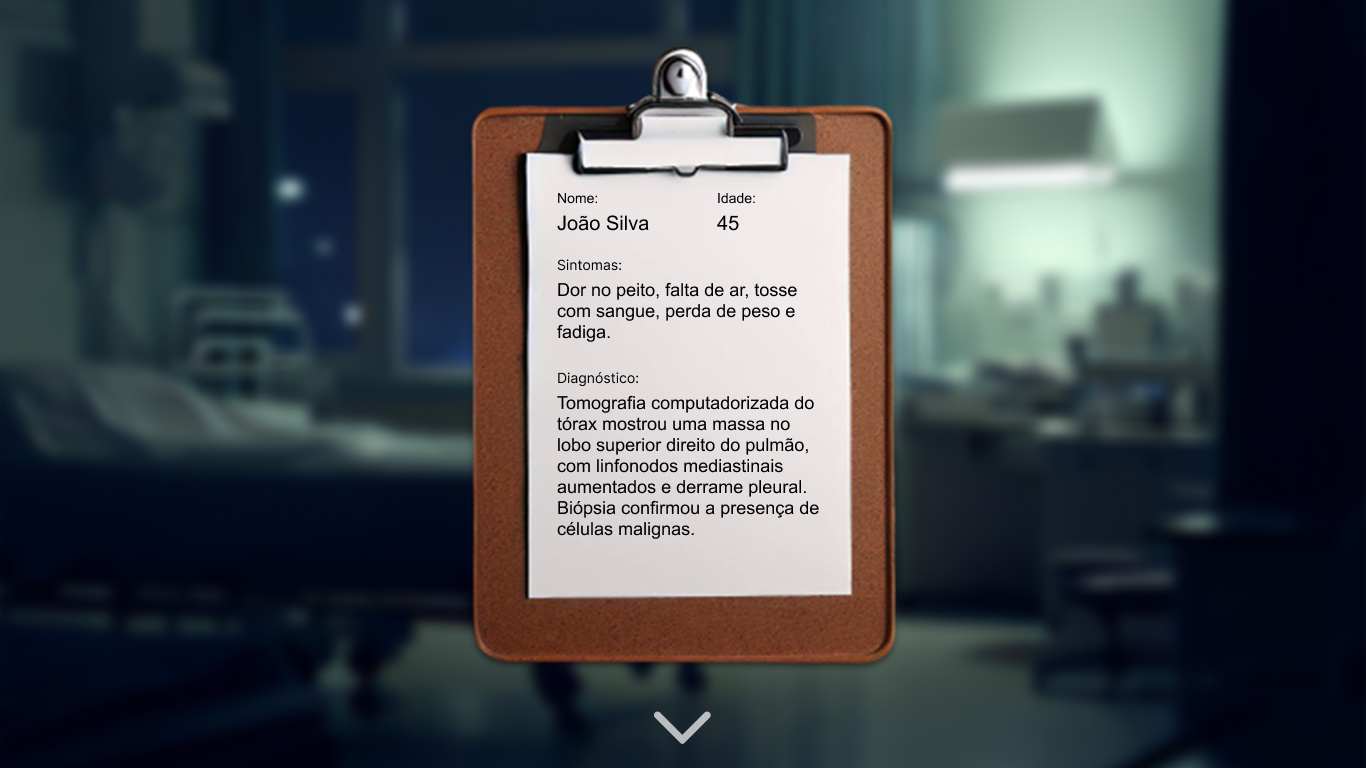 Nome: Idade:
João Silva 45
Sintomas:
Dor no peito, falta de ar, tosse
com sangue, perda de peso e
fadiga.
Diagnóstico:
Tomografia computadorizada do
tórax mostrou uma massa no
lobo superior direito do pulmão,
com linfonodos mediastinais
aumentados e derrame pleural.
Biópsia confirmou a presença de
células malignas.